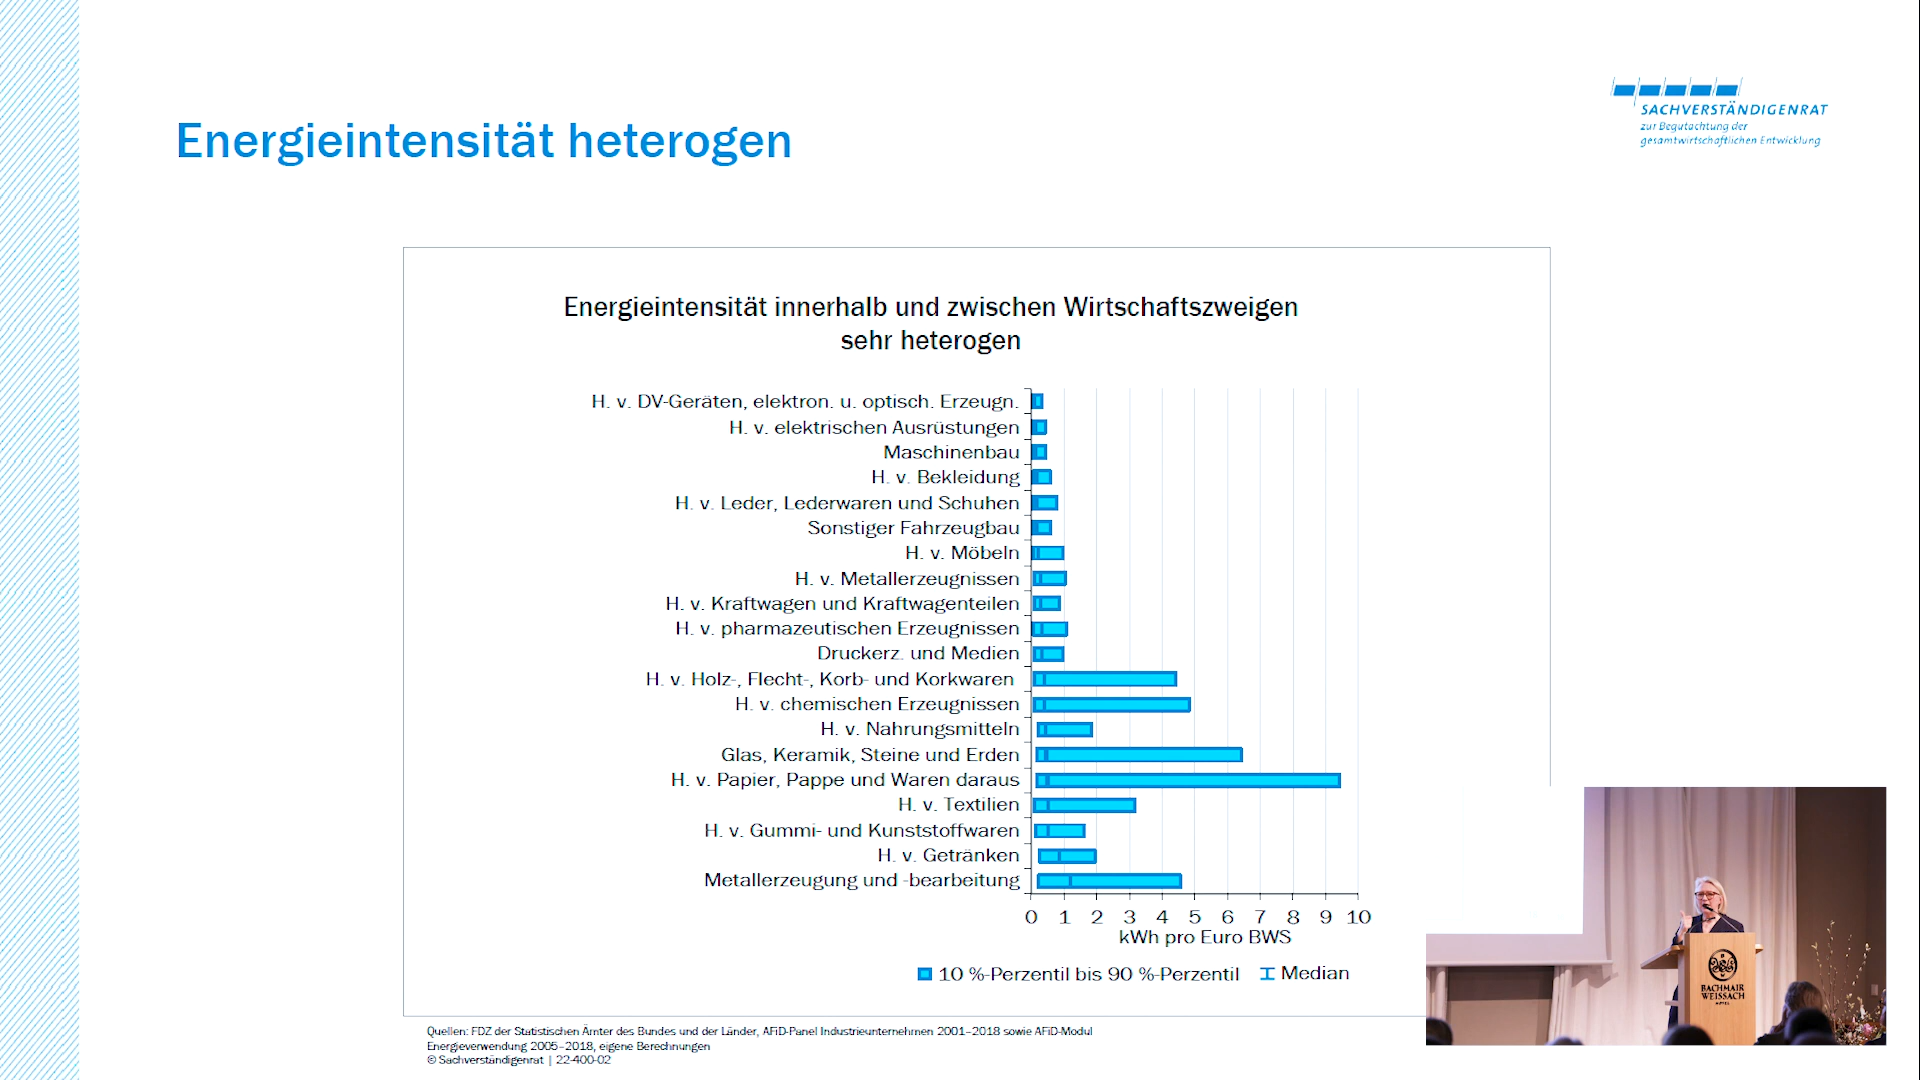 SACHVERSTÄNDIGENRAT
zur Begutachtung der
gesamtwirtschaftlichen Entwicklung
Energieintensität heterogen
Energieintensität innerhalb und zwischen Wirtschaftszweigen
sehr heterogen
H. v. DV-Geräten, elektron. u. optisch. Erzeugn.
H. v. elektrischen Ausrüstungen
Maschinenbau
H. v. Bekleidung
H. v. Leder, Lederwaren und Schuhen
Sonstiger Fahrzeugbau
H. v. Möbeln
H. v. Metallerzeugnissen
H. v. Kraftwagen und Kraftwagenteilen
H. v. pharmazeutischen Erzeugnissen
Druckerz. und Medien
H. v. Holz-, Flecht-, Korb- und Korkwaren
H. v. chemischen Erzeugnissen
H. v. Nahrungsmitteln
Glas, Keramik, Steine und Erden
H. v. Papier, Pappe und Waren daraus
H. v. Textilien
H. v. Gummi- und Kunststoffwaren
H. v. Getränken
Metallerzeugung und -bearbeitung
0 1 2 3 4 5 6 7 8 9 10
kWh pro Euro BWS
10 %-Perzentil bis 90 %-Perzentil Median
Quellen: FDZ der Statistischen Ämter des Bundes und der Länder, AFiD-Panel Industrieunternehmen 2001–2018 sowie AFiD-Modul
Energieverwendung 2005–2018, eigene Berechnungen
© Sachverständigenrat | 22-400-02
BACHMAIR
WEISSACH
HOTEL